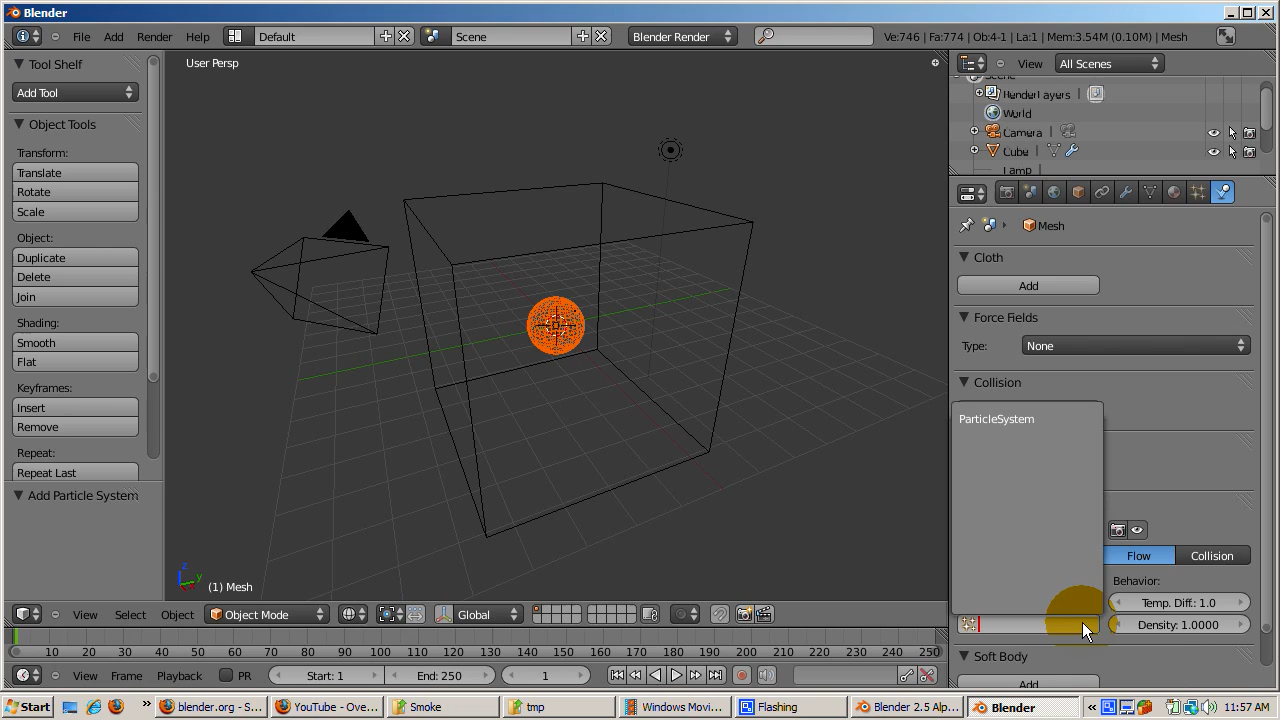 Blender
File Add Render Help Default Scene Blender Render Ve:746 | Fa:774 | Ob:4-1 | La:1 | Mem:3.54M (0.10M) | Mesh
Tool Shelf
Add Tool
Object Tools
Transform:
Translate
Rotate
Scale
Object:
Duplicate
Delete
Join
Shading:
Smooth
Flat
Keyframes:
Insert
Remove
Repeat:
Repeat Last
Add Particle System
User Persp
z
y
(1) Mesh
View Select Object Object Mode Global
View All Scenes
Scene
RenderLayers |
World
Camera |
Cube |
Lamp
Mesh
Cloth
Add
Force Fields
Type: None
Collision
ParticleSystem
Flow Collision
Behavior:
Temp. Diff: 1.0
Density: 1.0000
Soft Body
Add
10 20 30 40 50 60 70 80 90 100 110 120 130 140 150 160 170 180 190 200 210 220 230 240 250
View Frame Playback PR Start: 1 End: 250 1
Start » blender.org - S... YouTube - Ove... Smoke tmp Windows Movi... Flashing Blender 2.5 Alp... Blender « 11:57 AM